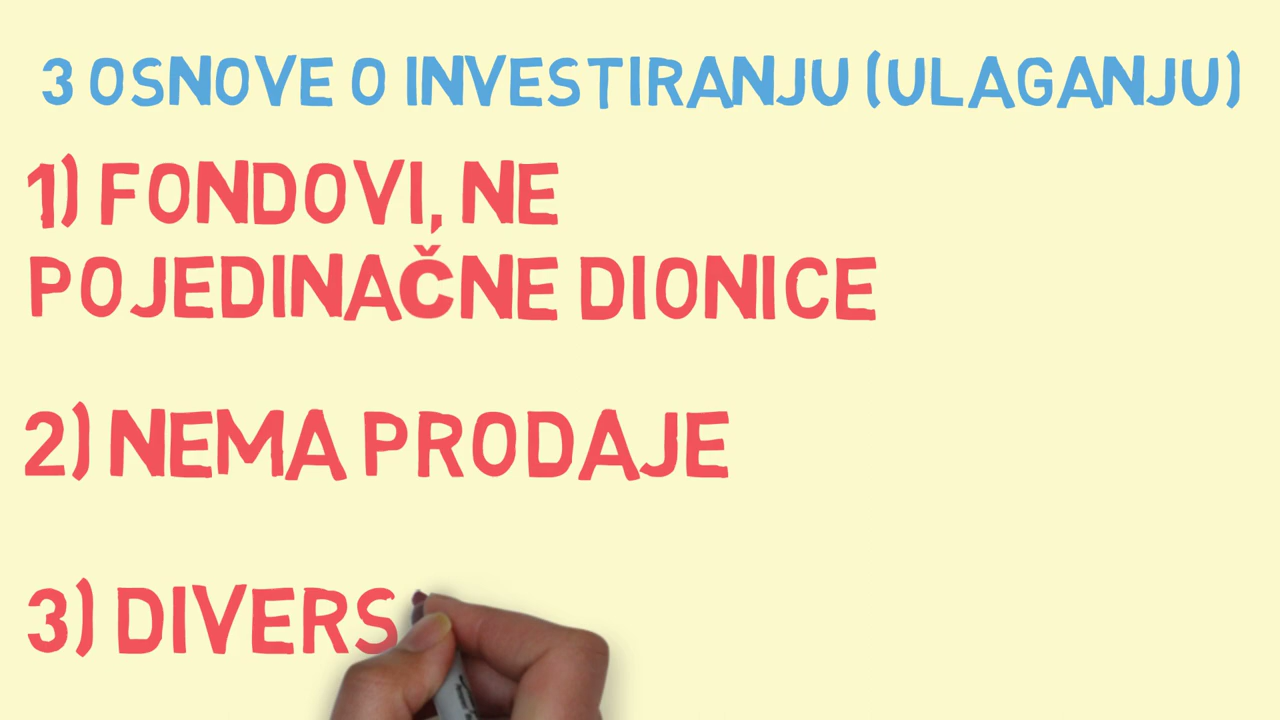 3 OSNOVE O INVESTIRANJU (ULAGANJU)
1) FONDOVI, NE
POJEDINAČNE DIONICE
2) NEMA PRODAJE
3) DIVERS